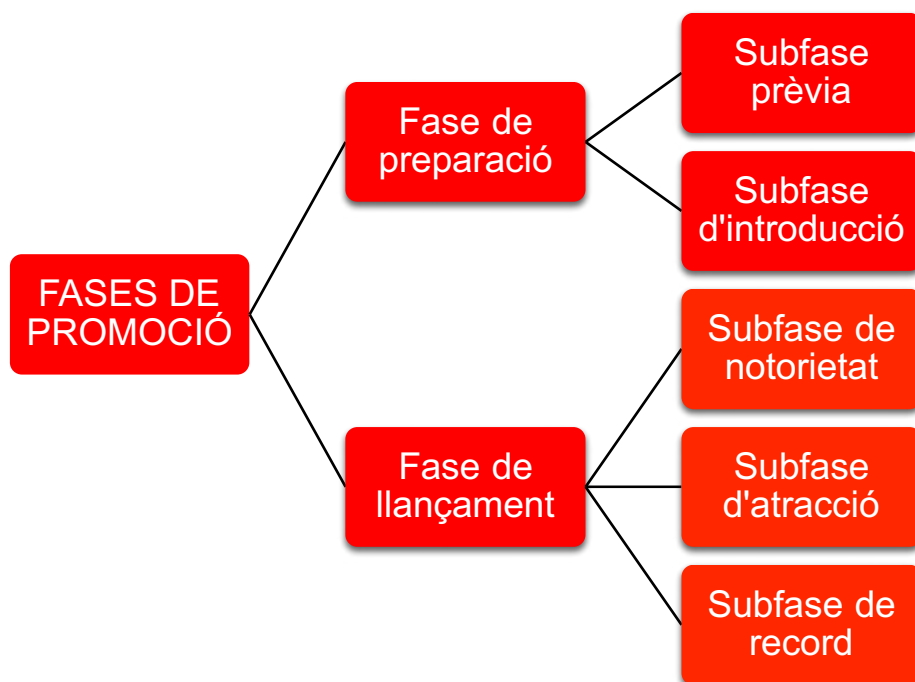 FASES DE
PROMOCIÓ
Fase de
preparació
Subfase
prèvia
Subfase
d'introducció
Fase de
llançament
Subfase de
notorietat
Subfase
d'atracció
Subfase de
record